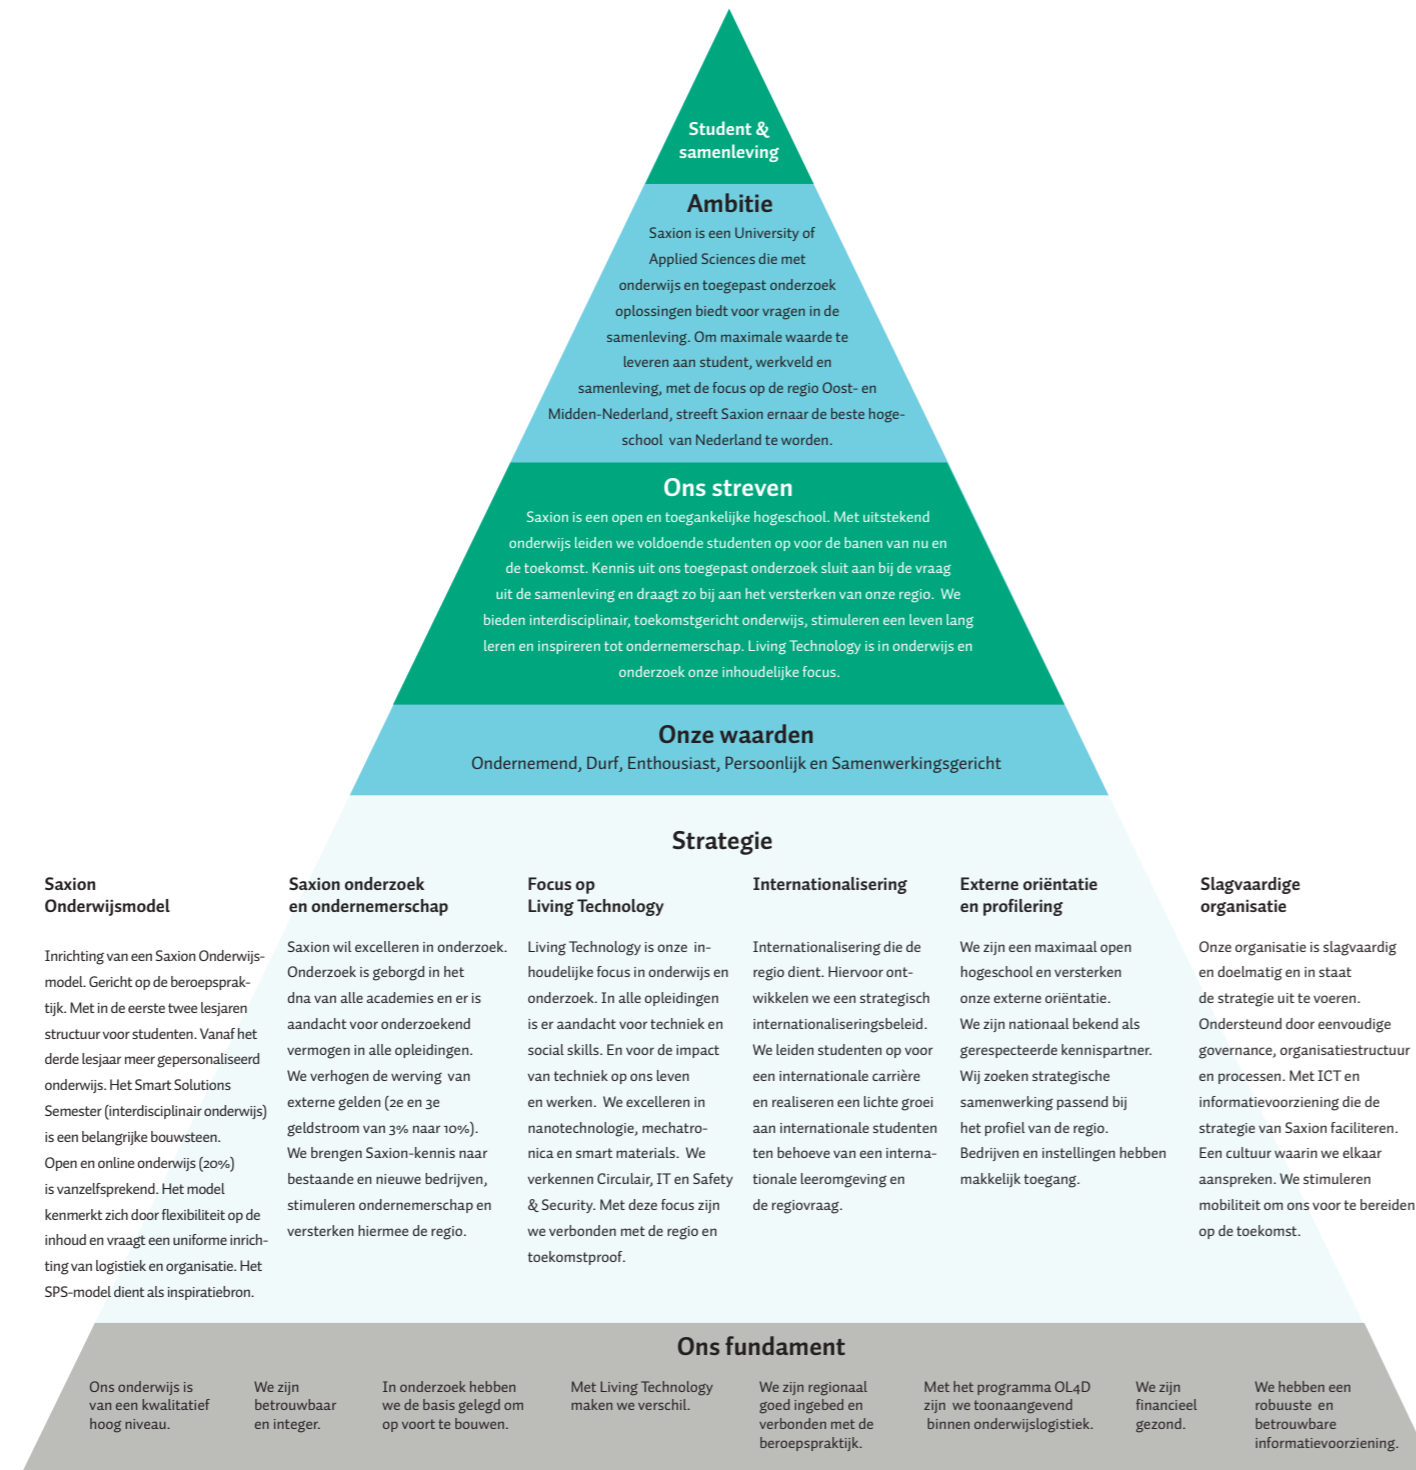 Student &
samenleving
Ambitie
Saxion is een University of
Applied Sciences die met
onderwijs en toegepast onderzoek
oplossingen biedt voor vragen in de
samenleving. Om maximale waarde te
leveren aan student, werkveld en
samenleving, met de focus op de regio Oost- en
Midden-Nederland, streeft Saxion ernaar de beste hoge-
school van Nederland te worden.
Ons streven
Saxion is een open en toegankelijke hogeschool. Met uitstekend
onderwijs leiden we voldoende studenten op voor de banen van nu en
de toekomst. Kennis uit ons toegepast onderzoek sluit aan bij de vraag
uit de samenleving en draagt zo bij aan het versterken van onze regio. We
bieden interdisciplinair, toekomstgericht onderwijs, stimuleren een leven lang
leren en inspireren tot ondernemerschap. Living Technology is in onderwijs en
onderzoek onze inhoudelijke focus.
Onze waarden
Ondernemend, Durf, Enthousiast, Persoonlijk en Samenwerkingsgericht
Strategie
Saxion
Onderwijsmodel
Inrichting van een Saxion Onderwijs-
model. Gericht op de beroepsprak-
tijk. Met in de eerste twee lesjaren
structuur voor studenten. Vanaf het
derde lesjaar meer gepersonaliseerd
onderwijs. Het Smart Solutions
Semester (interdisciplinair onderwijs)
is een belangrijke bouwsteen.
Open en online onderwijs (20%)
is vanzelfsprekend. Het model
kenmerkt zich door flexibiliteit op de
inhoud en vraagt een uniforme inrich-
ting van logistiek en organisatie. Het
SPS-model dient als inspiratiebron.
Saxion onderzoek
en ondernemerschap
Saxion wil excelleren in onderzoek.
Onderzoek is geborgd in het
dna van alle academies en er is
aandacht voor onderzoekend
vermogen in alle opleidingen.
We verhogen de werving van
externe gelden (2e en 3e
geldstroom van 3% naar 10%).
We brengen Saxion-kennis naar
bestaande en nieuwe bedrijven,
stimuleren ondernemerschap en
versterken hiermee de regio.
Focus op
Living Technology
Living Technology is onze in-
houdelijke focus in onderwijs en
onderzoek. In alle opleidingen
is er aandacht voor techniek en
social skills. En voor de impact
van techniek op ons leven
en werken. We excelleren in
nanotechnologie, mechatro-
nica en smart materials. We
verkennen Circulair, IT en Safety
& Security. Met deze focus zijn
we verbonden met de regio en
toekomstproof.
Internationalisering
Internationalisering die de
regio dient. Hiervoor ont-
wikkelen we een strategisch
internationaliseringsbeleid.
We leiden studenten op voor
een internationale carrière
en realiseren een lichte groei
aan internationale studenten
ten behoeve van een interna-
tionale leeromgeving en
de regiovraag.
Externe oriëntatie
en profilering
We zijn een maximaal open
hogeschool en versterken
onze externe oriëntatie.
We zijn nationaal bekend als
gerespecteerde kennispartner.
Wij zoeken strategische
samenwerking passend bij
het profiel van de regio.
Bedrijven en instellingen hebben
makkelijk toegang.
Slagvaardige
organisatie
Onze organisatie is slagvaardig
en doelmatig en in staat
de strategie uit te voeren.
Ondersteund door eenvoudige
governance, organisatiestructuur
en processen. Met ICT en
informatievoorziening die de
strategie van Saxion faciliteren.
Een cultuur waarin we elkaar
aanspreken. We stimuleren
mobiliteit om ons voor te bereiden
op de toekomst.
Ons fundament
Ons onderwijs is
van een kwalitatief
hoog niveau.
We zijn
betrouwbaar
en integer.
In onderzoek hebben
we de basis gelegd om
op voort te bouwen.
Met Living Technology
maken we verschil.
We zijn regionaal
goed ingebed en
verbonden met de
beroepspraktijk.
Met het programma OL4D
zijn we toonaangevend
binnen onderwijslogistiek.
We zijn
financieel
gezond.
We hebben een
robuuste en
betrouwbare
informatievoorziening.